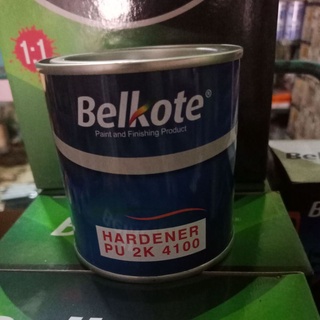 1:1
Belkote®
Paint and Finishing Product
HARDENER
PU 2K 4100